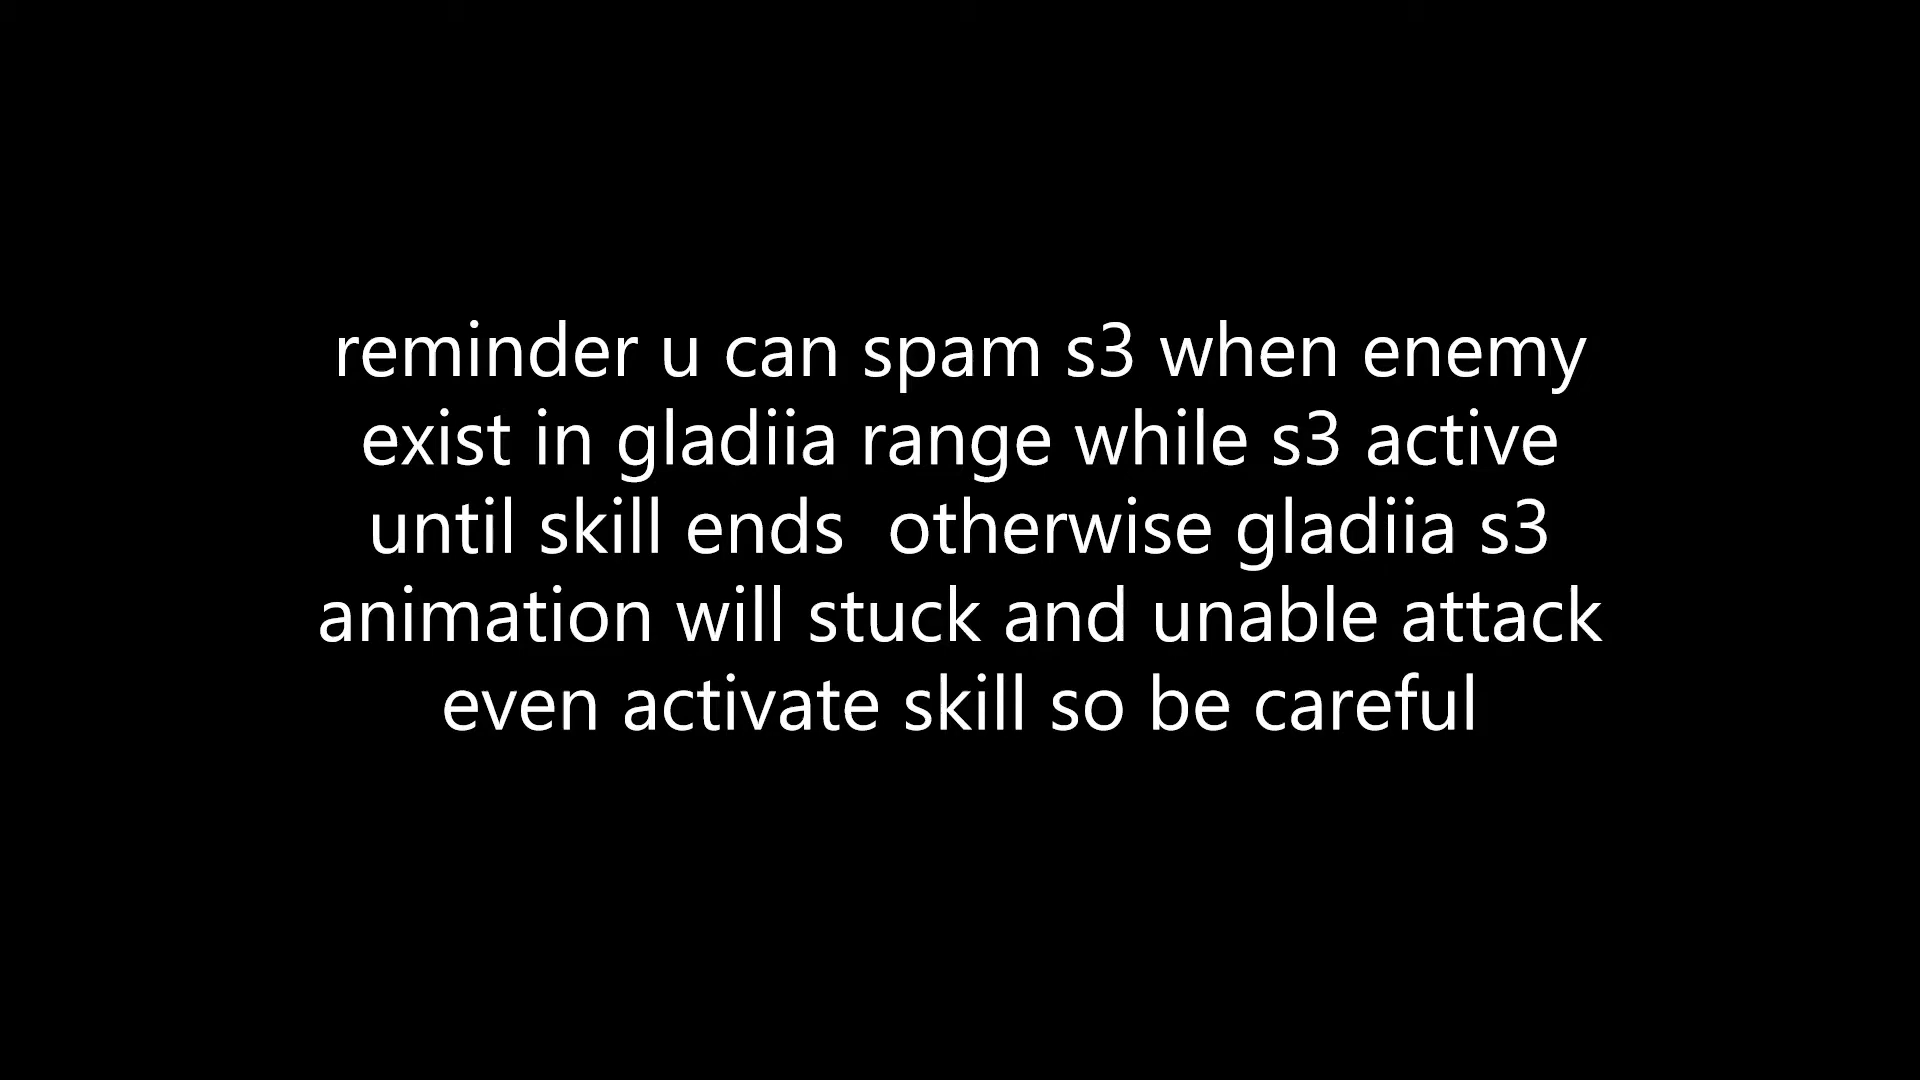 reminder u can spam s3 when enemy
exist in gladiia range while s3 active
until skill ends  otherwise gladiia s3
animation will stuck and unable attack
even activate skill so be careful